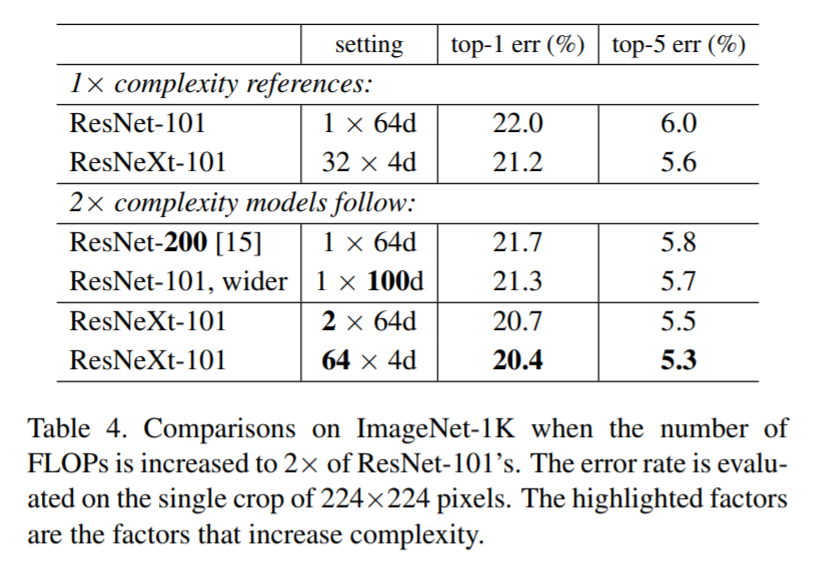 setting top-1 err (%) top-5 err (%)
1× complexity references:
ResNet-101 1 × 64d 22.0 6.0
ResNeXt-101 32 × 4d 21.2 5.6
2× complexity models follow:
ResNet-200 [15] 1 × 64d 21.7 5.8
ResNet-101, wider 1 × 100d 21.3 5.7
ResNeXt-101 2 × 64d 20.7 5.5
ResNeXt-101 64 × 4d 20.4 5.3
Table 4. Comparisons on ImageNet-1K when the number of
FLOPs is increased to 2× of ResNet-101's. The error rate is evalu-
ated on the single crop of 224×224 pixels. The highlighted factors
are the factors that increase complexity.